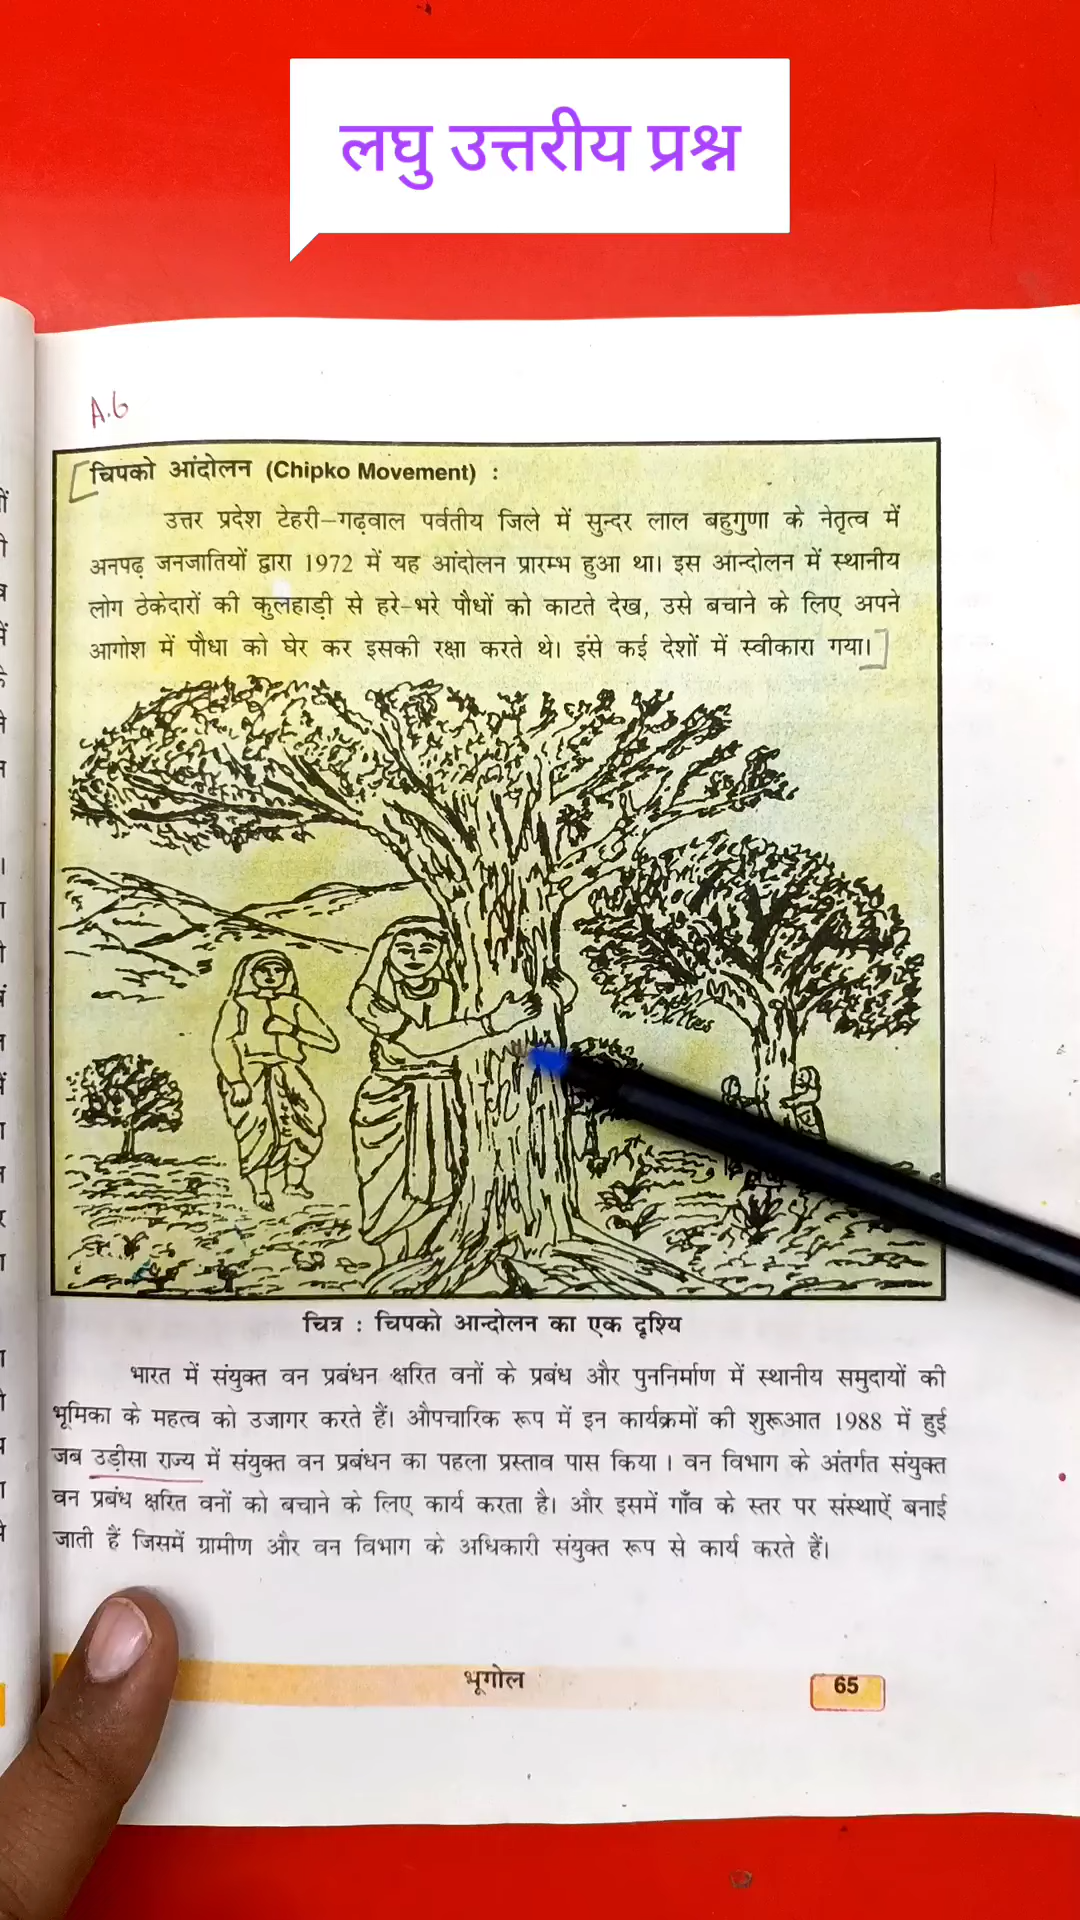 लघु उत्तरीय प्रश्न
A.6
चिपको आंदोलन (Chipko Movement) :
उत्तर प्रदेश टेहरी–गढ़वाल पर्वतीय जिले में सुन्दर लाल बहुगुणा के नेतृत्व में
अनपढ़ जनजातियों द्वारा 1972 में यह आंदोलन प्रारम्भ हुआ था। इस आन्दोलन में स्थानीय
लोग ठेकेदारों की कुलहाड़ी से हरे–भरे पौधों को काटते देख, उसे बचाने के लिए अपने
आगोश में पौधा को घेर कर इसकी रक्षा करते थे। इंसे कई देशों में स्वीकारा गया।
चित्र : चिपको आन्दोलन का एक दृश्यि
भारत में संयुक्त वन प्रबंधन क्षरित वनों के प्रबंध और पुननिर्माण में स्थानीय समुदायों की
भूमिका के महत्व को उजागर करते हैं। औपचारिक रूप में इन कार्यक्रमों की शुरूआत 1988 में हुई
जब उड़ीसा राज्य में संयुक्त वन प्रबंधन का पहला प्रस्ताव पास किया। वन विभाग के अंतर्गत संयुक्त
वन प्रबंध क्षरित वनों को बचाने के लिए कार्य करता है। और इसमें गाँव के स्तर पर संस्थाऐं बनाई
जाती हैं जिसमें ग्रामीण और वन विभाग के अधिकारी संयुक्त रूप से कार्य करते हैं।
भूगोल
65